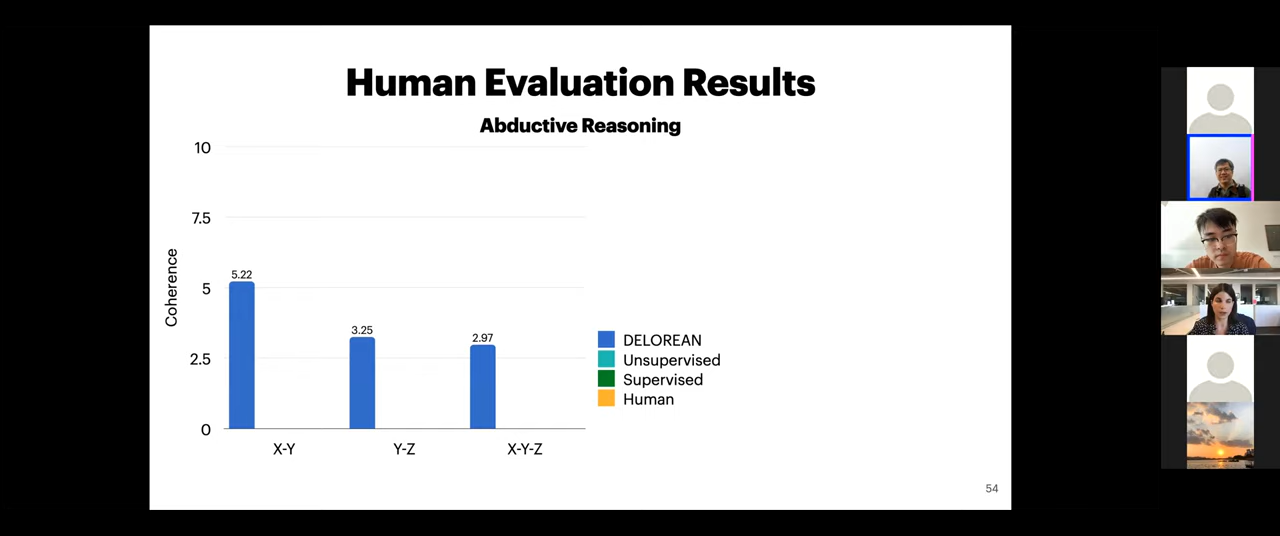 Human Evaluation Results
Abductive Reasoning
10
7.5
5
2.5
0
Coherence
5.22
3.25
2.97
X-Y
Y-Z
X-Y-Z
DELOREAN
Unsupervised
Supervised
Human
54